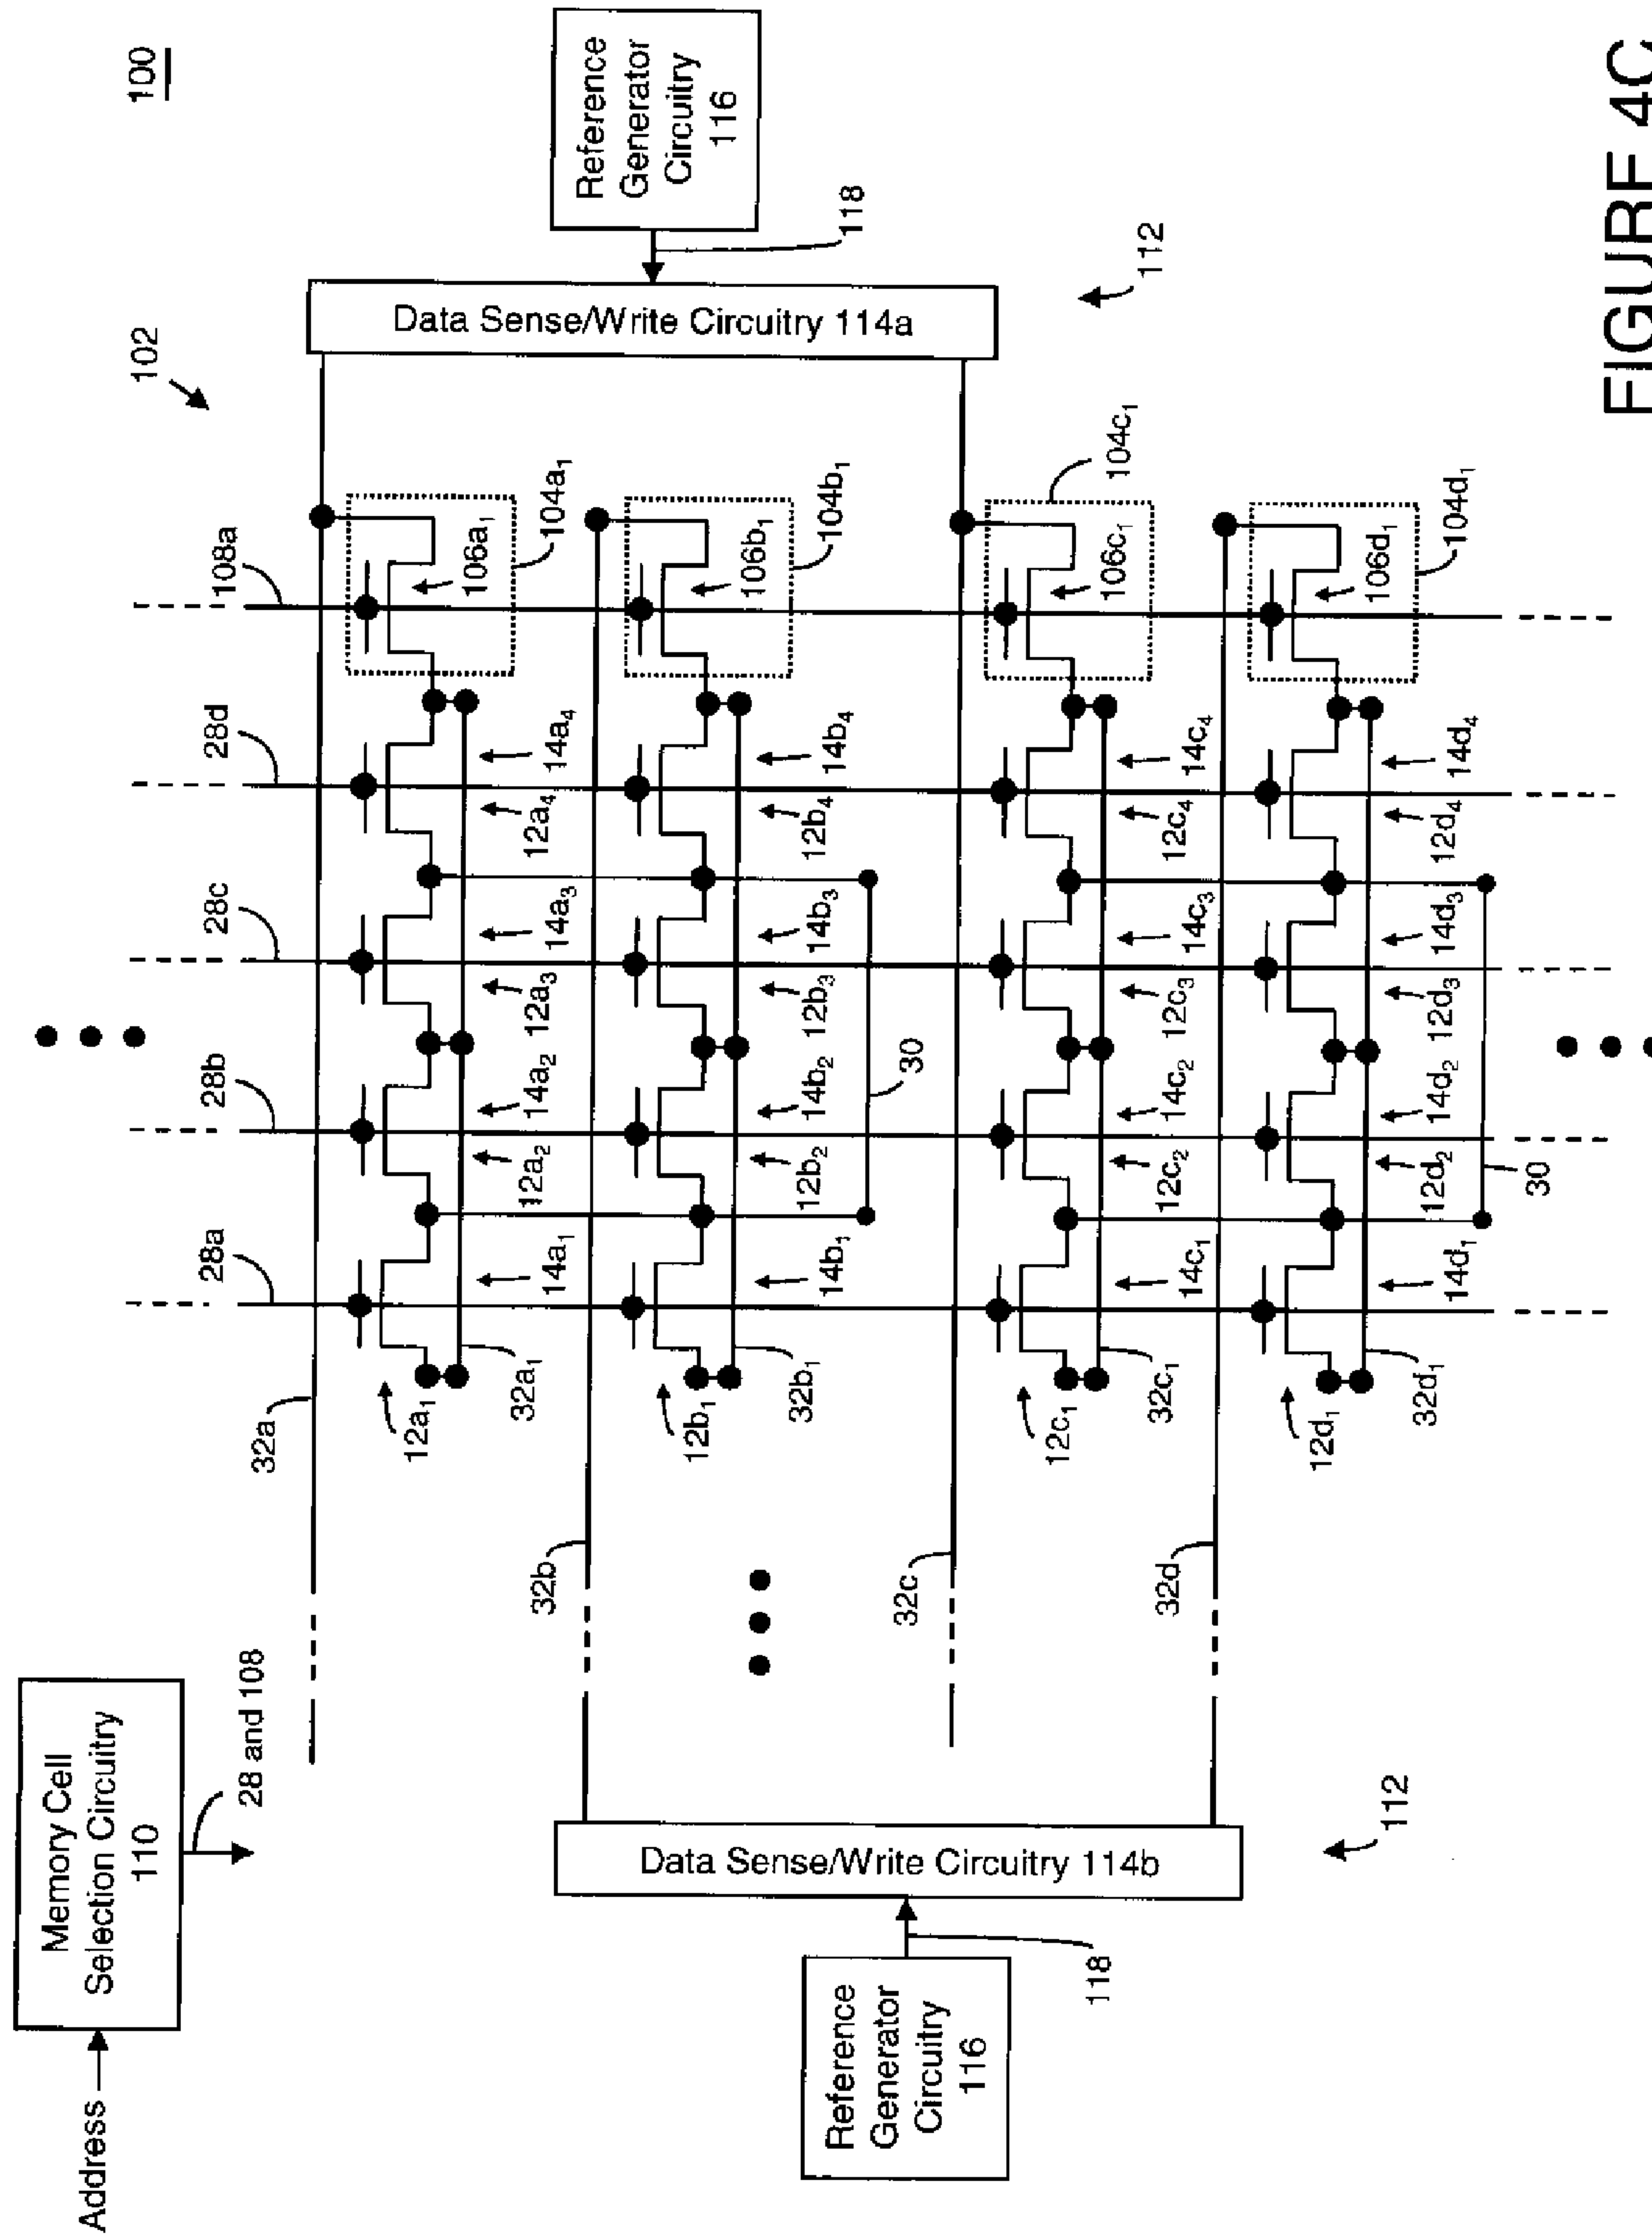 Address
Memory Cell
Selection Circuitry
110
28 and 108
100
102
32a
28a
28b
28c
28d
108a
12a1
14a1
12a2
14a2
12a3
14a3
12a4
14a4
106a1
104a1
32a1
32b
12b1
14b1
12b2
14b2
12b3
14b3
12b4
14b4
106b1
104b1
32b1
30
32c
12c1
14c1
12c2
14c2
12c3
14c3
12c4
14c4
106c1
104c1
32c1
32d
12d1
14d1
12d2
14d2
12d3
14d3
12d4
14d4
106d1
104d1
32d1
30
Data Sense/Write Circuitry 114a
Reference
Generator
Circuitry
116
118
112
Data Sense/Write Circuitry 114b
Reference
Generator
Circuitry
116
118
112
FIGURE 4C